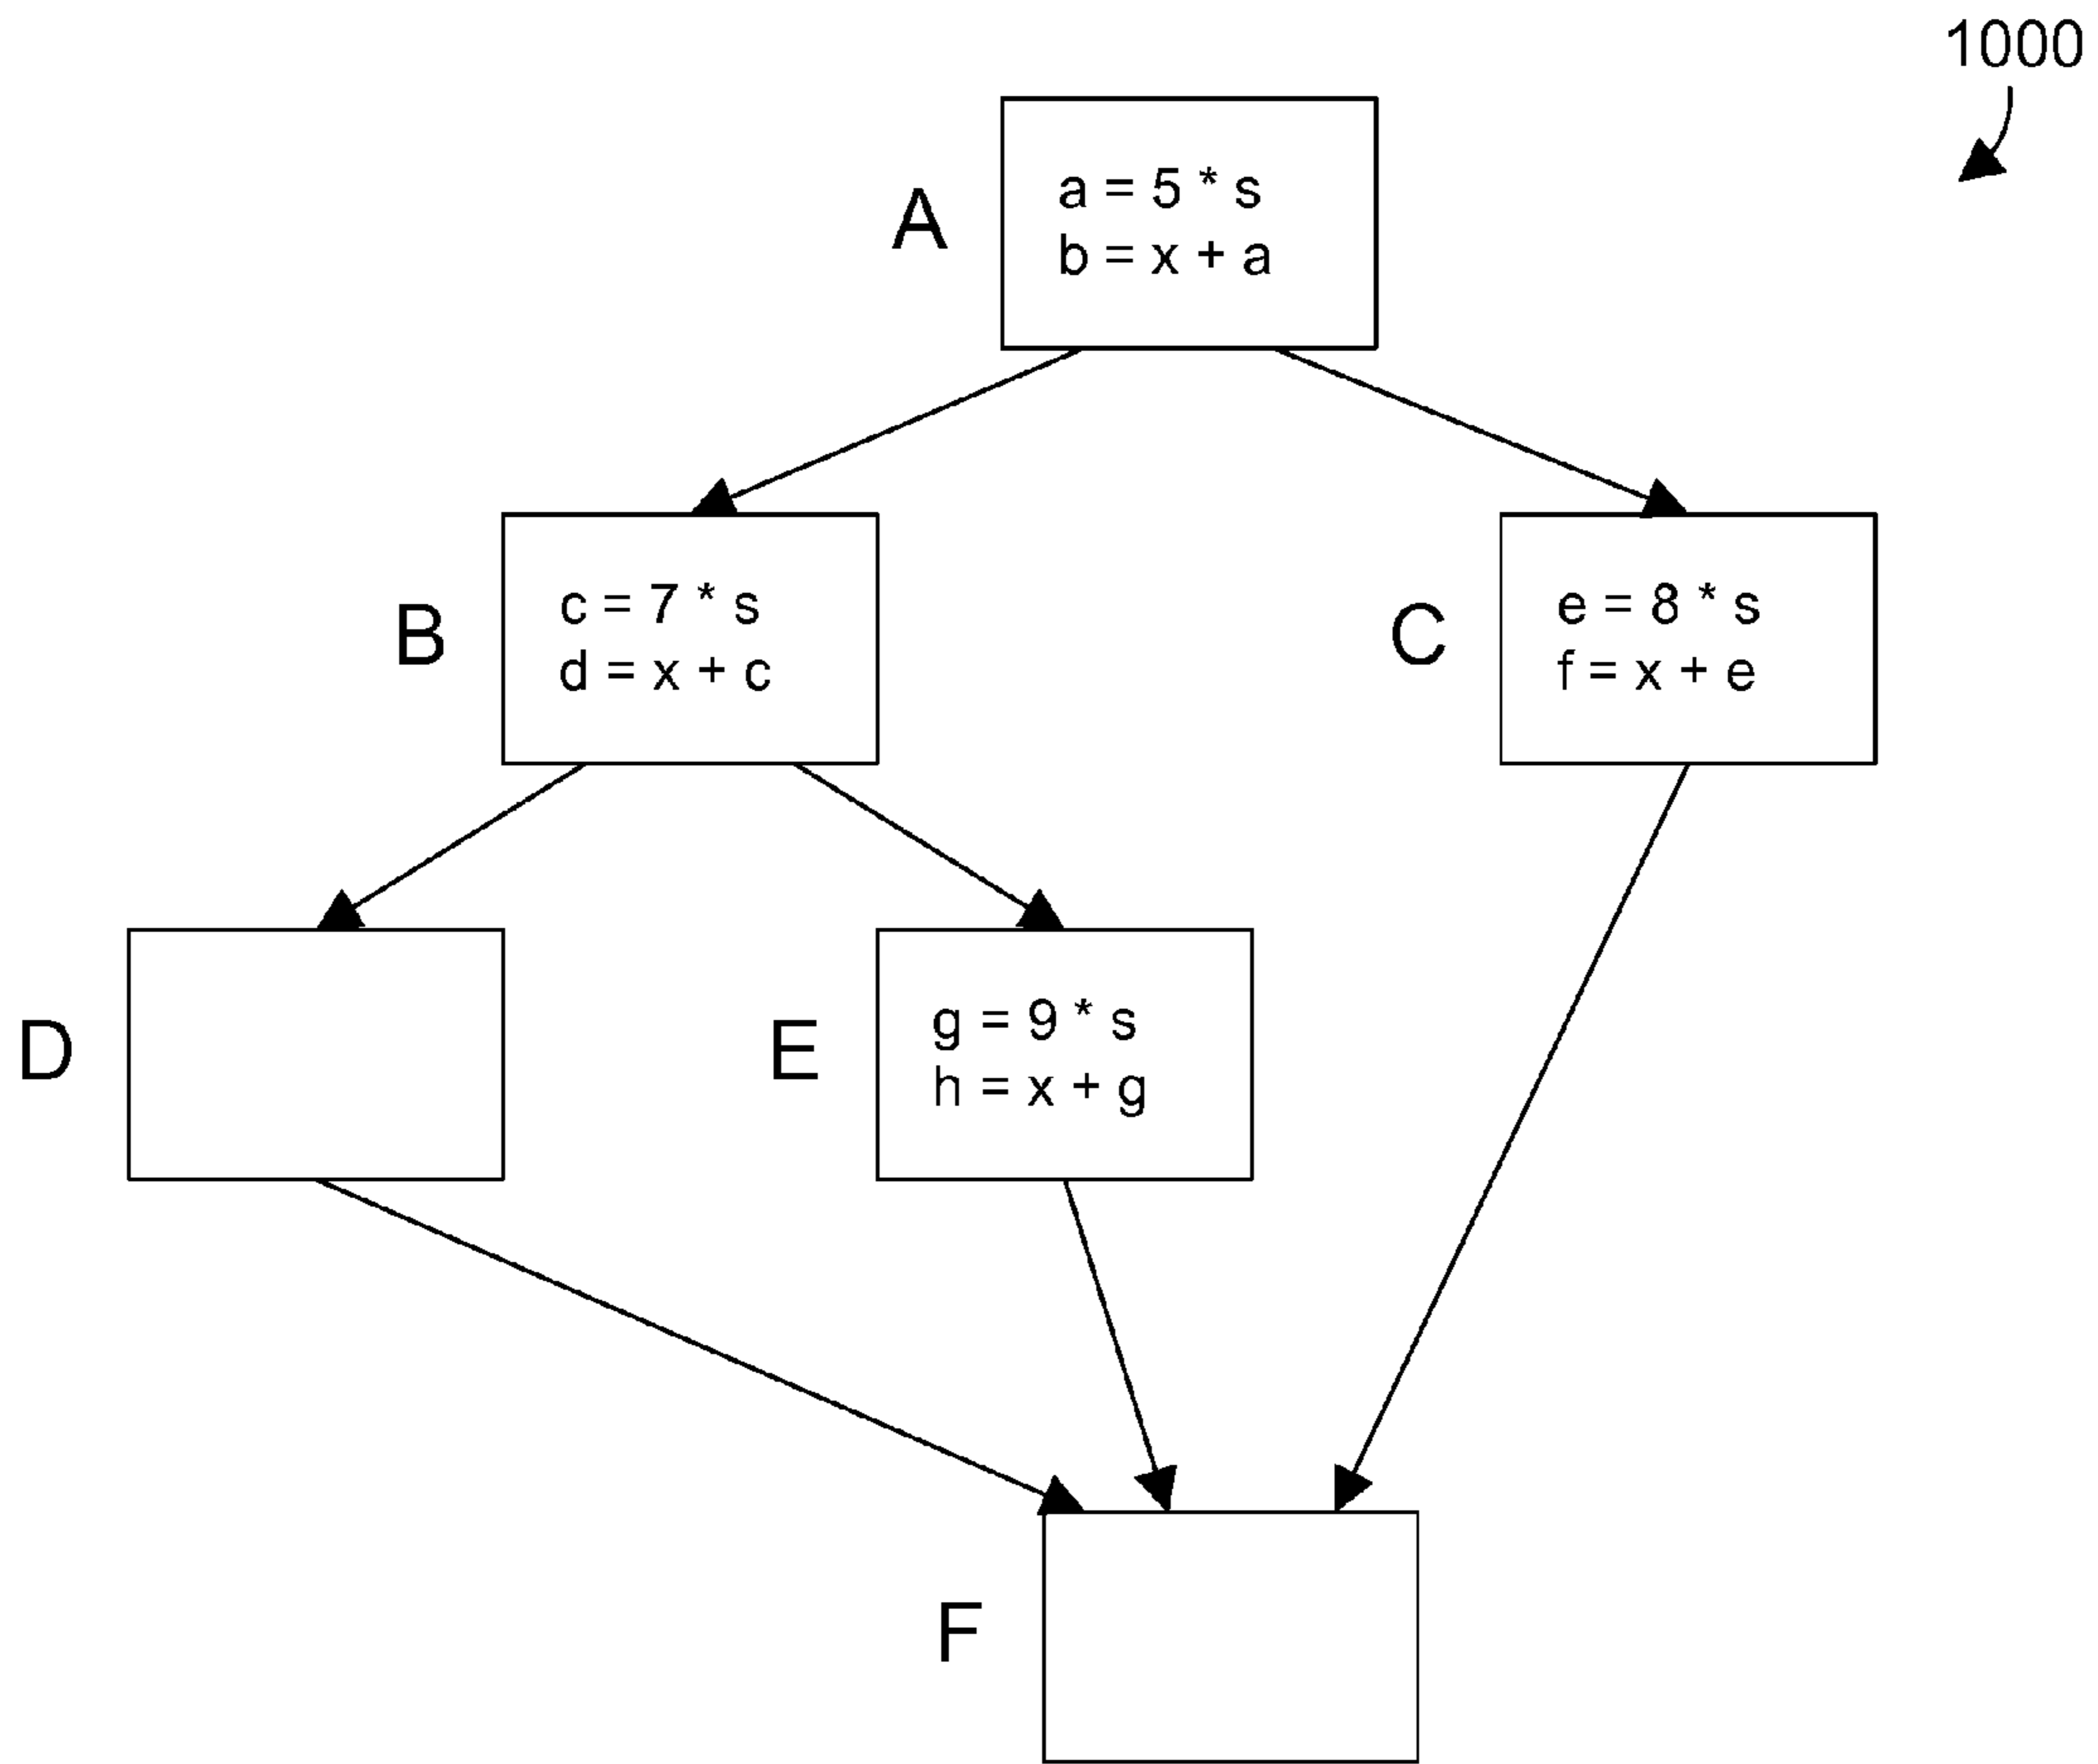 1000
A
a = 5 * s
b = x + a
B
c = 7 * s
d = x + c
C
e = 8 * s
f = x + e
D
E
g = 9 * s
h = x + g
F